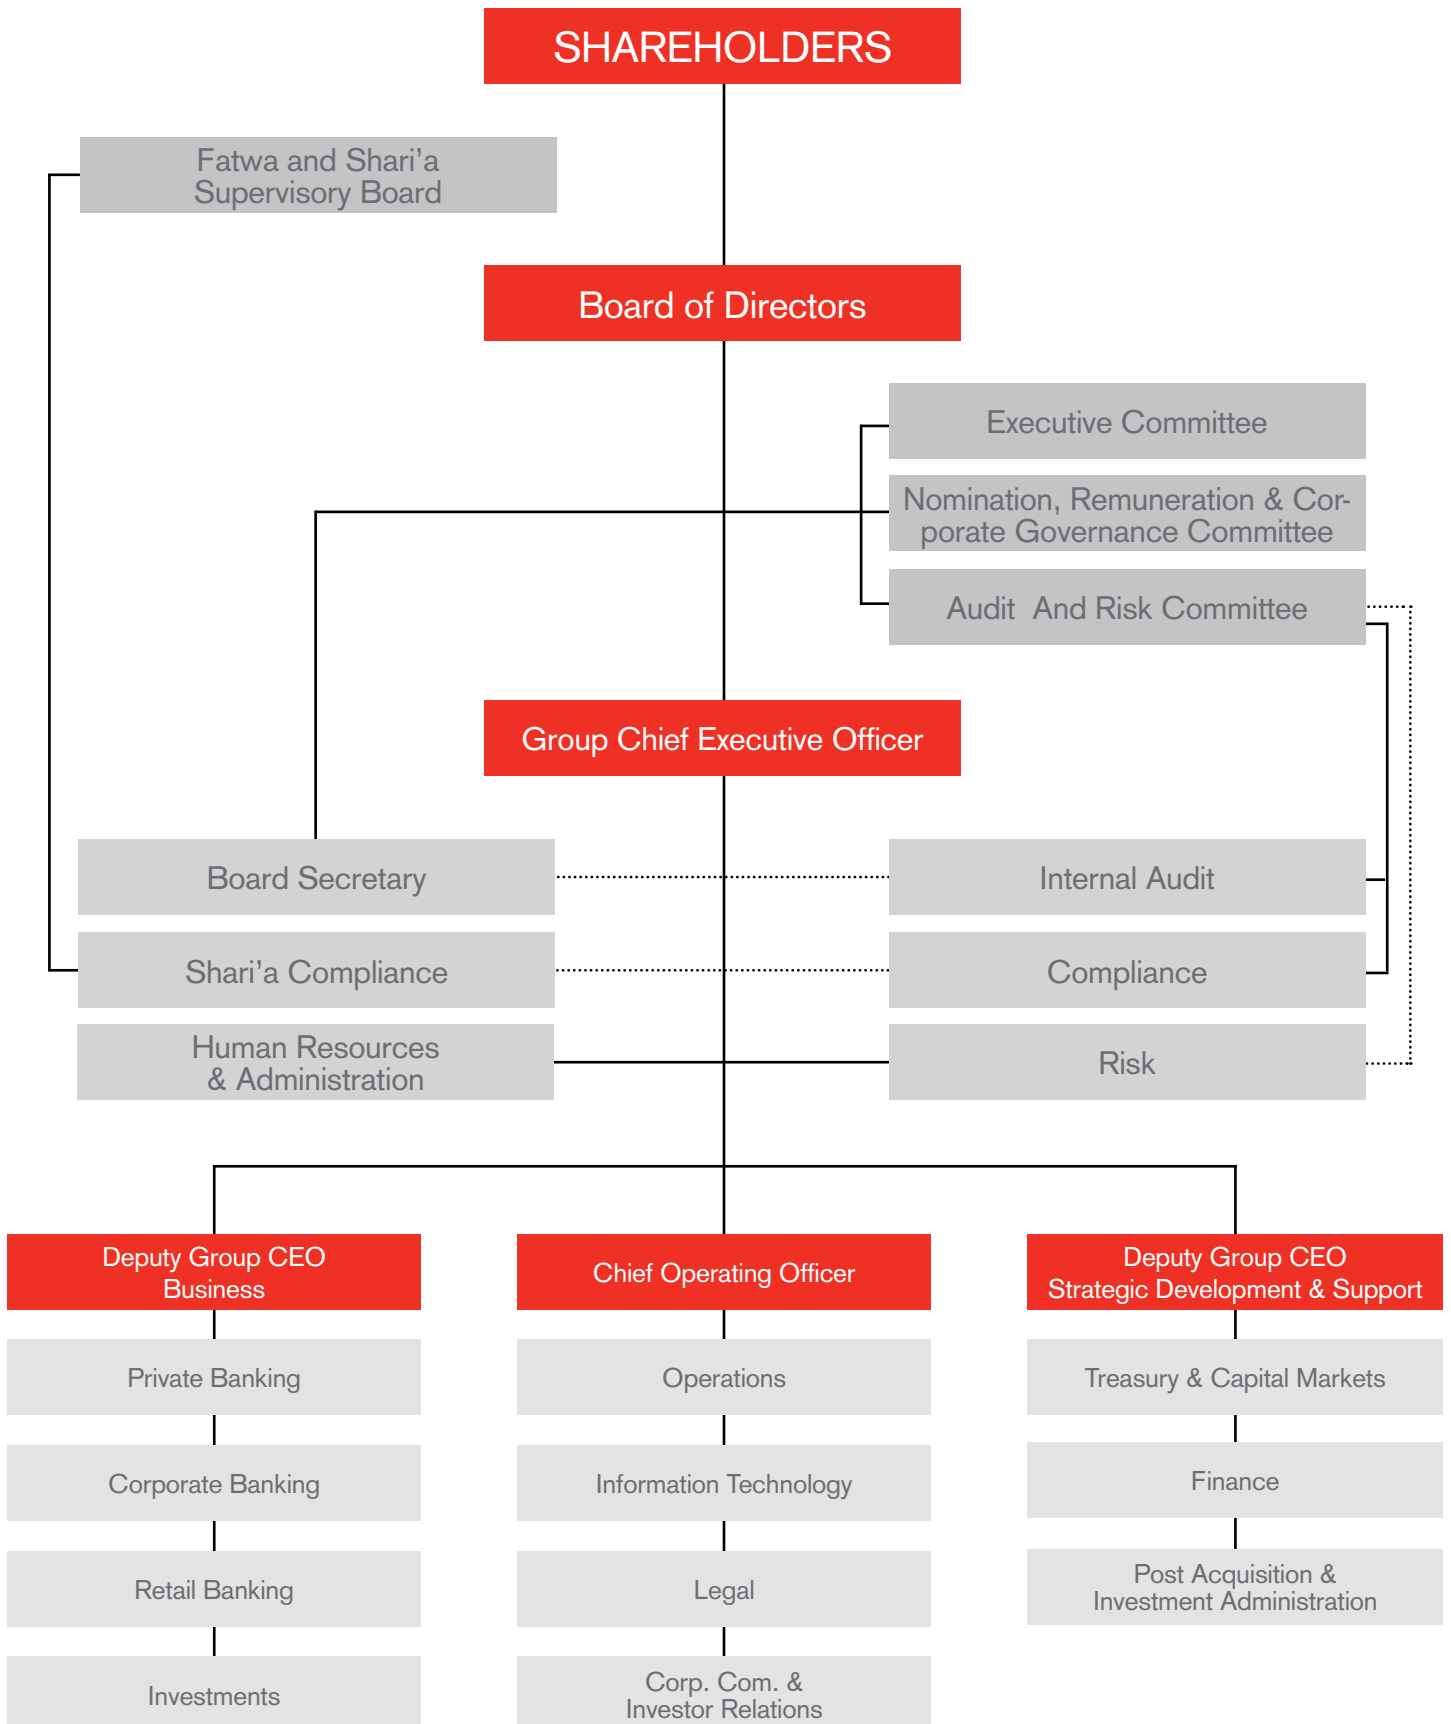 SHAREHOLDERS
Fatwa and Shari’a
Supervisory Board
Board of Directors
Executive Committee
Nomination, Remuneration & Cor-
porate Governance Committee
Audit And Risk Committee
Group Chief Executive Officer
Board Secretary
Internal Audit
Shari’a Compliance
Compliance
Human Resources
& Administration
Risk
Deputy Group CEO
Business
Chief Operating Officer
Deputy Group CEO
Strategic Development & Support
Private Banking
Operations
Treasury & Capital Markets
Corporate Banking
Information Technology
Finance
Retail Banking
Legal
Post Acquisition &
Investment Administration
Investments
Corp. Com. &
Investor Relations